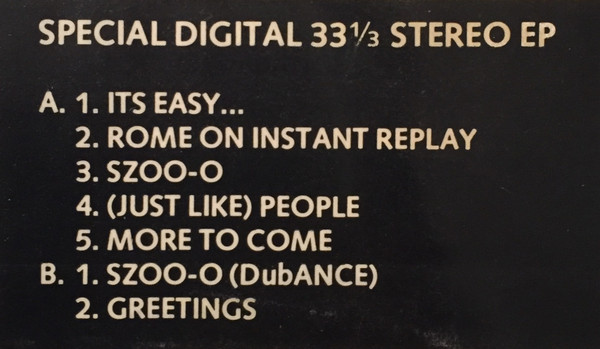 SPECIAL DIGITAL 33⅓ STEREO EP
A. 1. ITS EASY...
2. ROME ON INSTANT REPLAY
3. SZOO-O
4. (JUST LIKE) PEOPLE
5. MORE TO COME
B. 1. SZOO-O (DubANCE)
2. GREETINGS